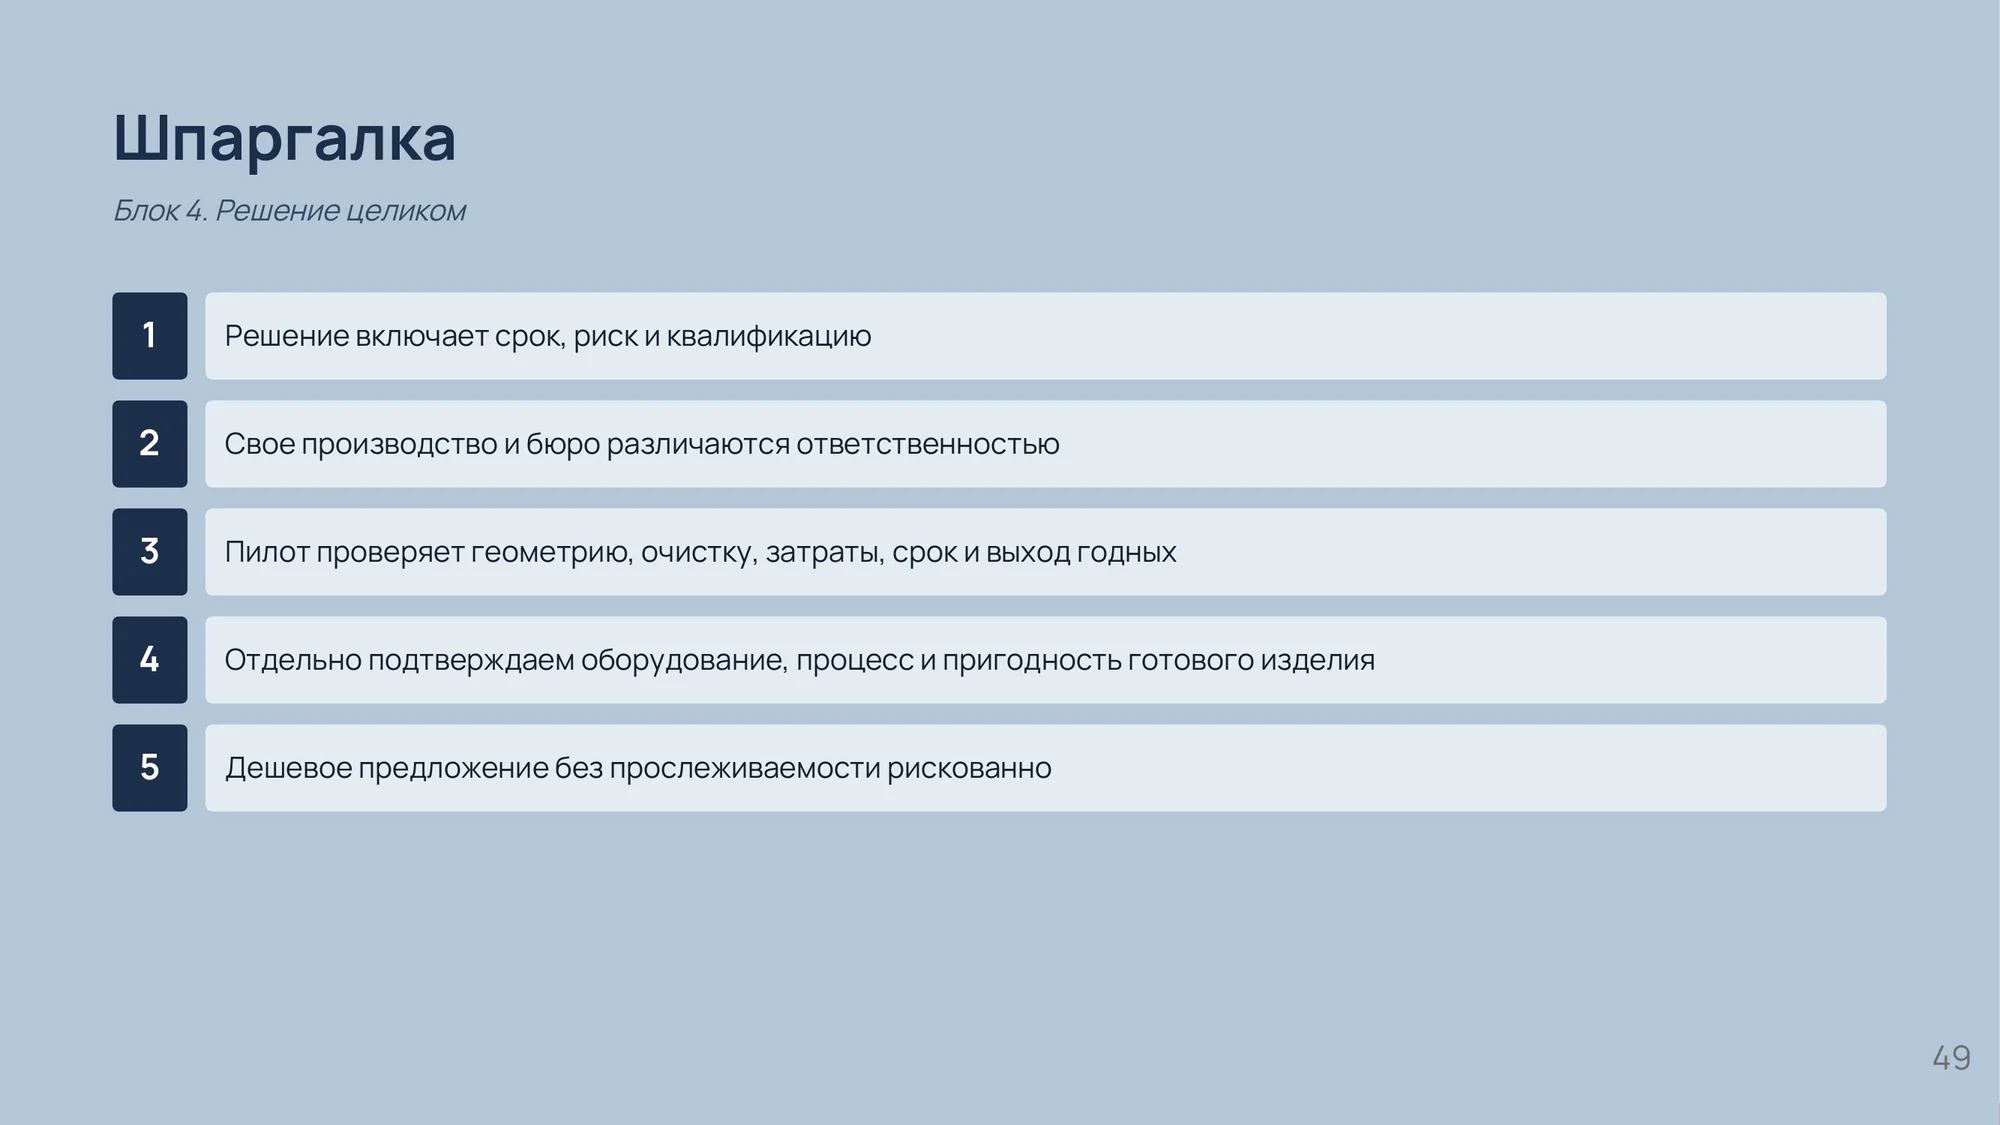 Шпаргалка
Блок 4. Решение целиком
1
Решение включает срок, риск и квалификацию
2
Свое производство и бюро различаются ответственностью
3
Пилот проверяет геометрию, очистку, затраты, срок и выход годных
4
Отдельно подтверждаем оборудование, процесс и пригодность готового изделия
5
Дешевое предложение без прослеживаемости рискованно
49